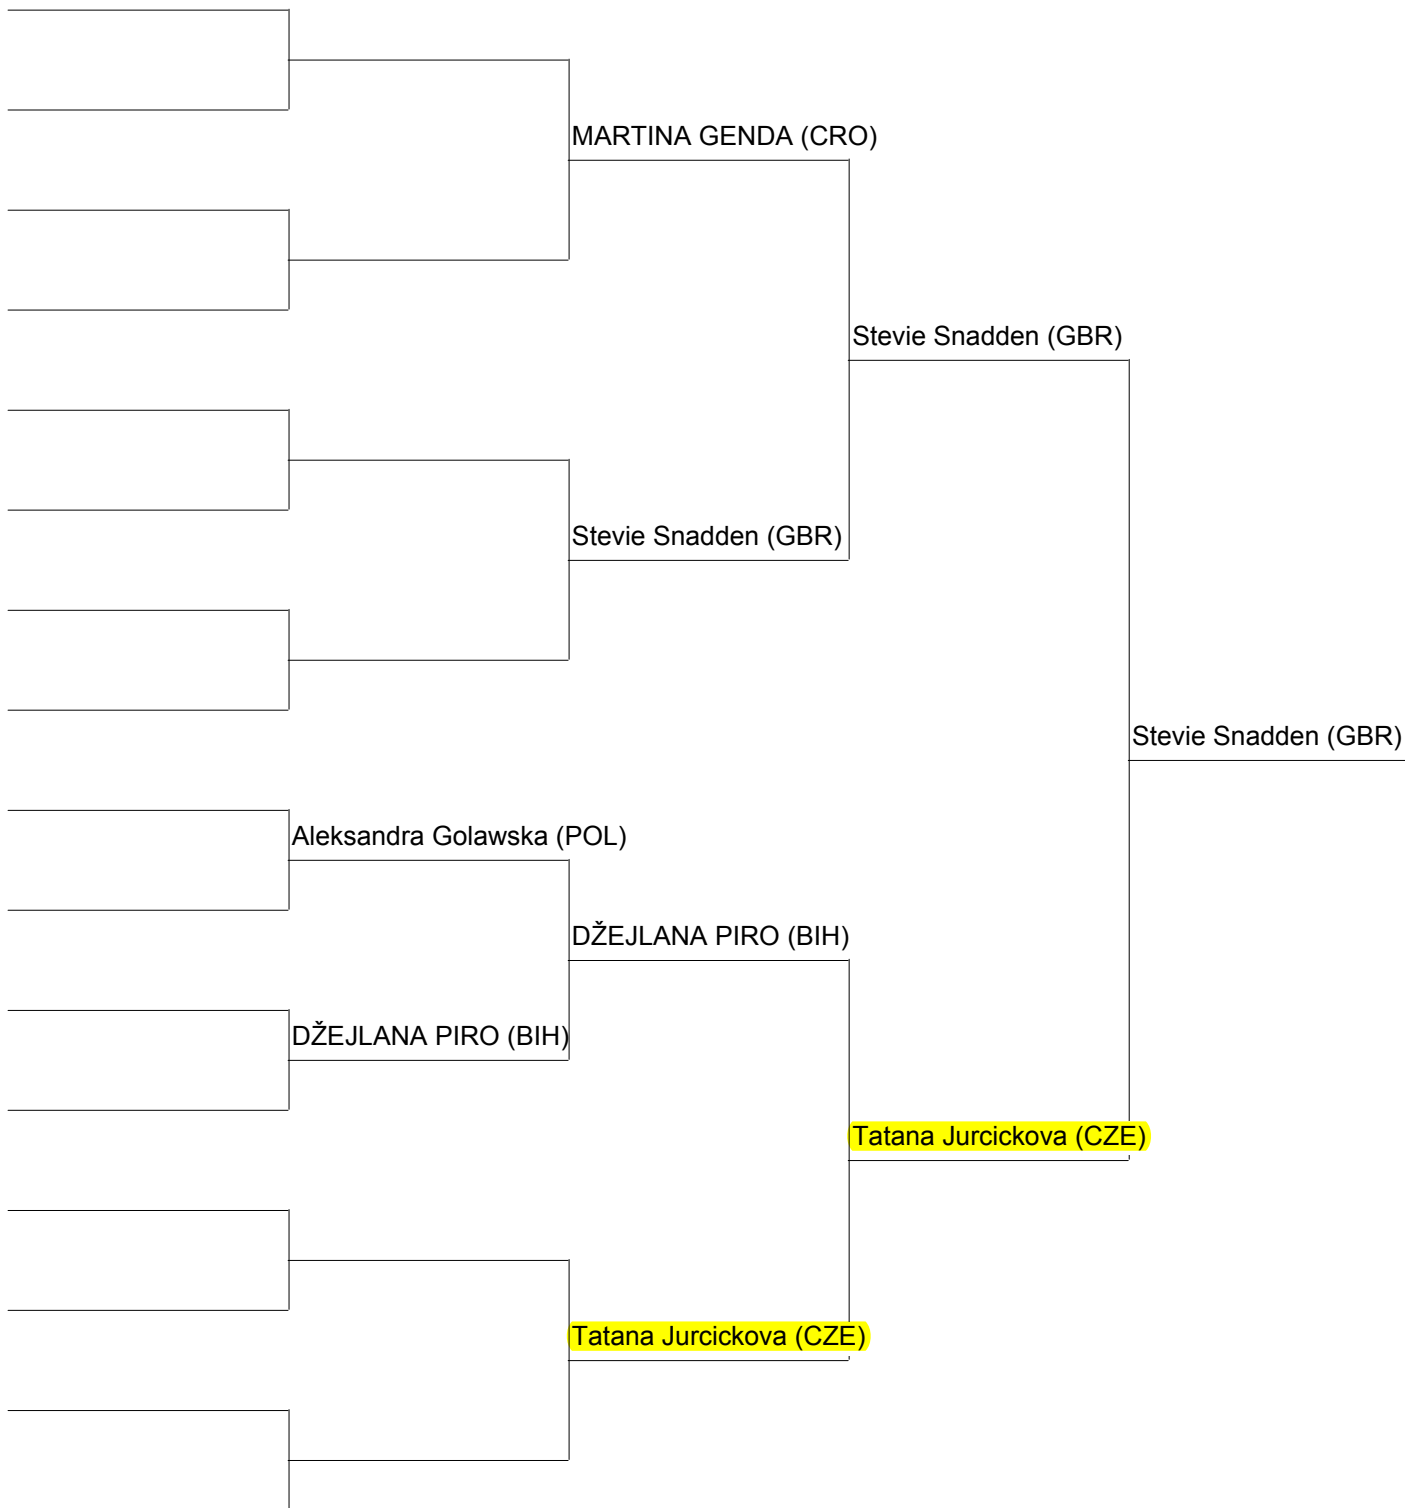 MARTINA GENDA (CRO)
Stevie Snadden (GBR)
Stevie Snadden (GBR)
Stevie Snadden (GBR)
Aleksandra Golawska (POL)
DŽEJLANA PIRO (BIH)
DŽEJLANA PIRO (BIH)
Tatana Jurcickova (CZE)
Tatana Jurcickova (CZE)